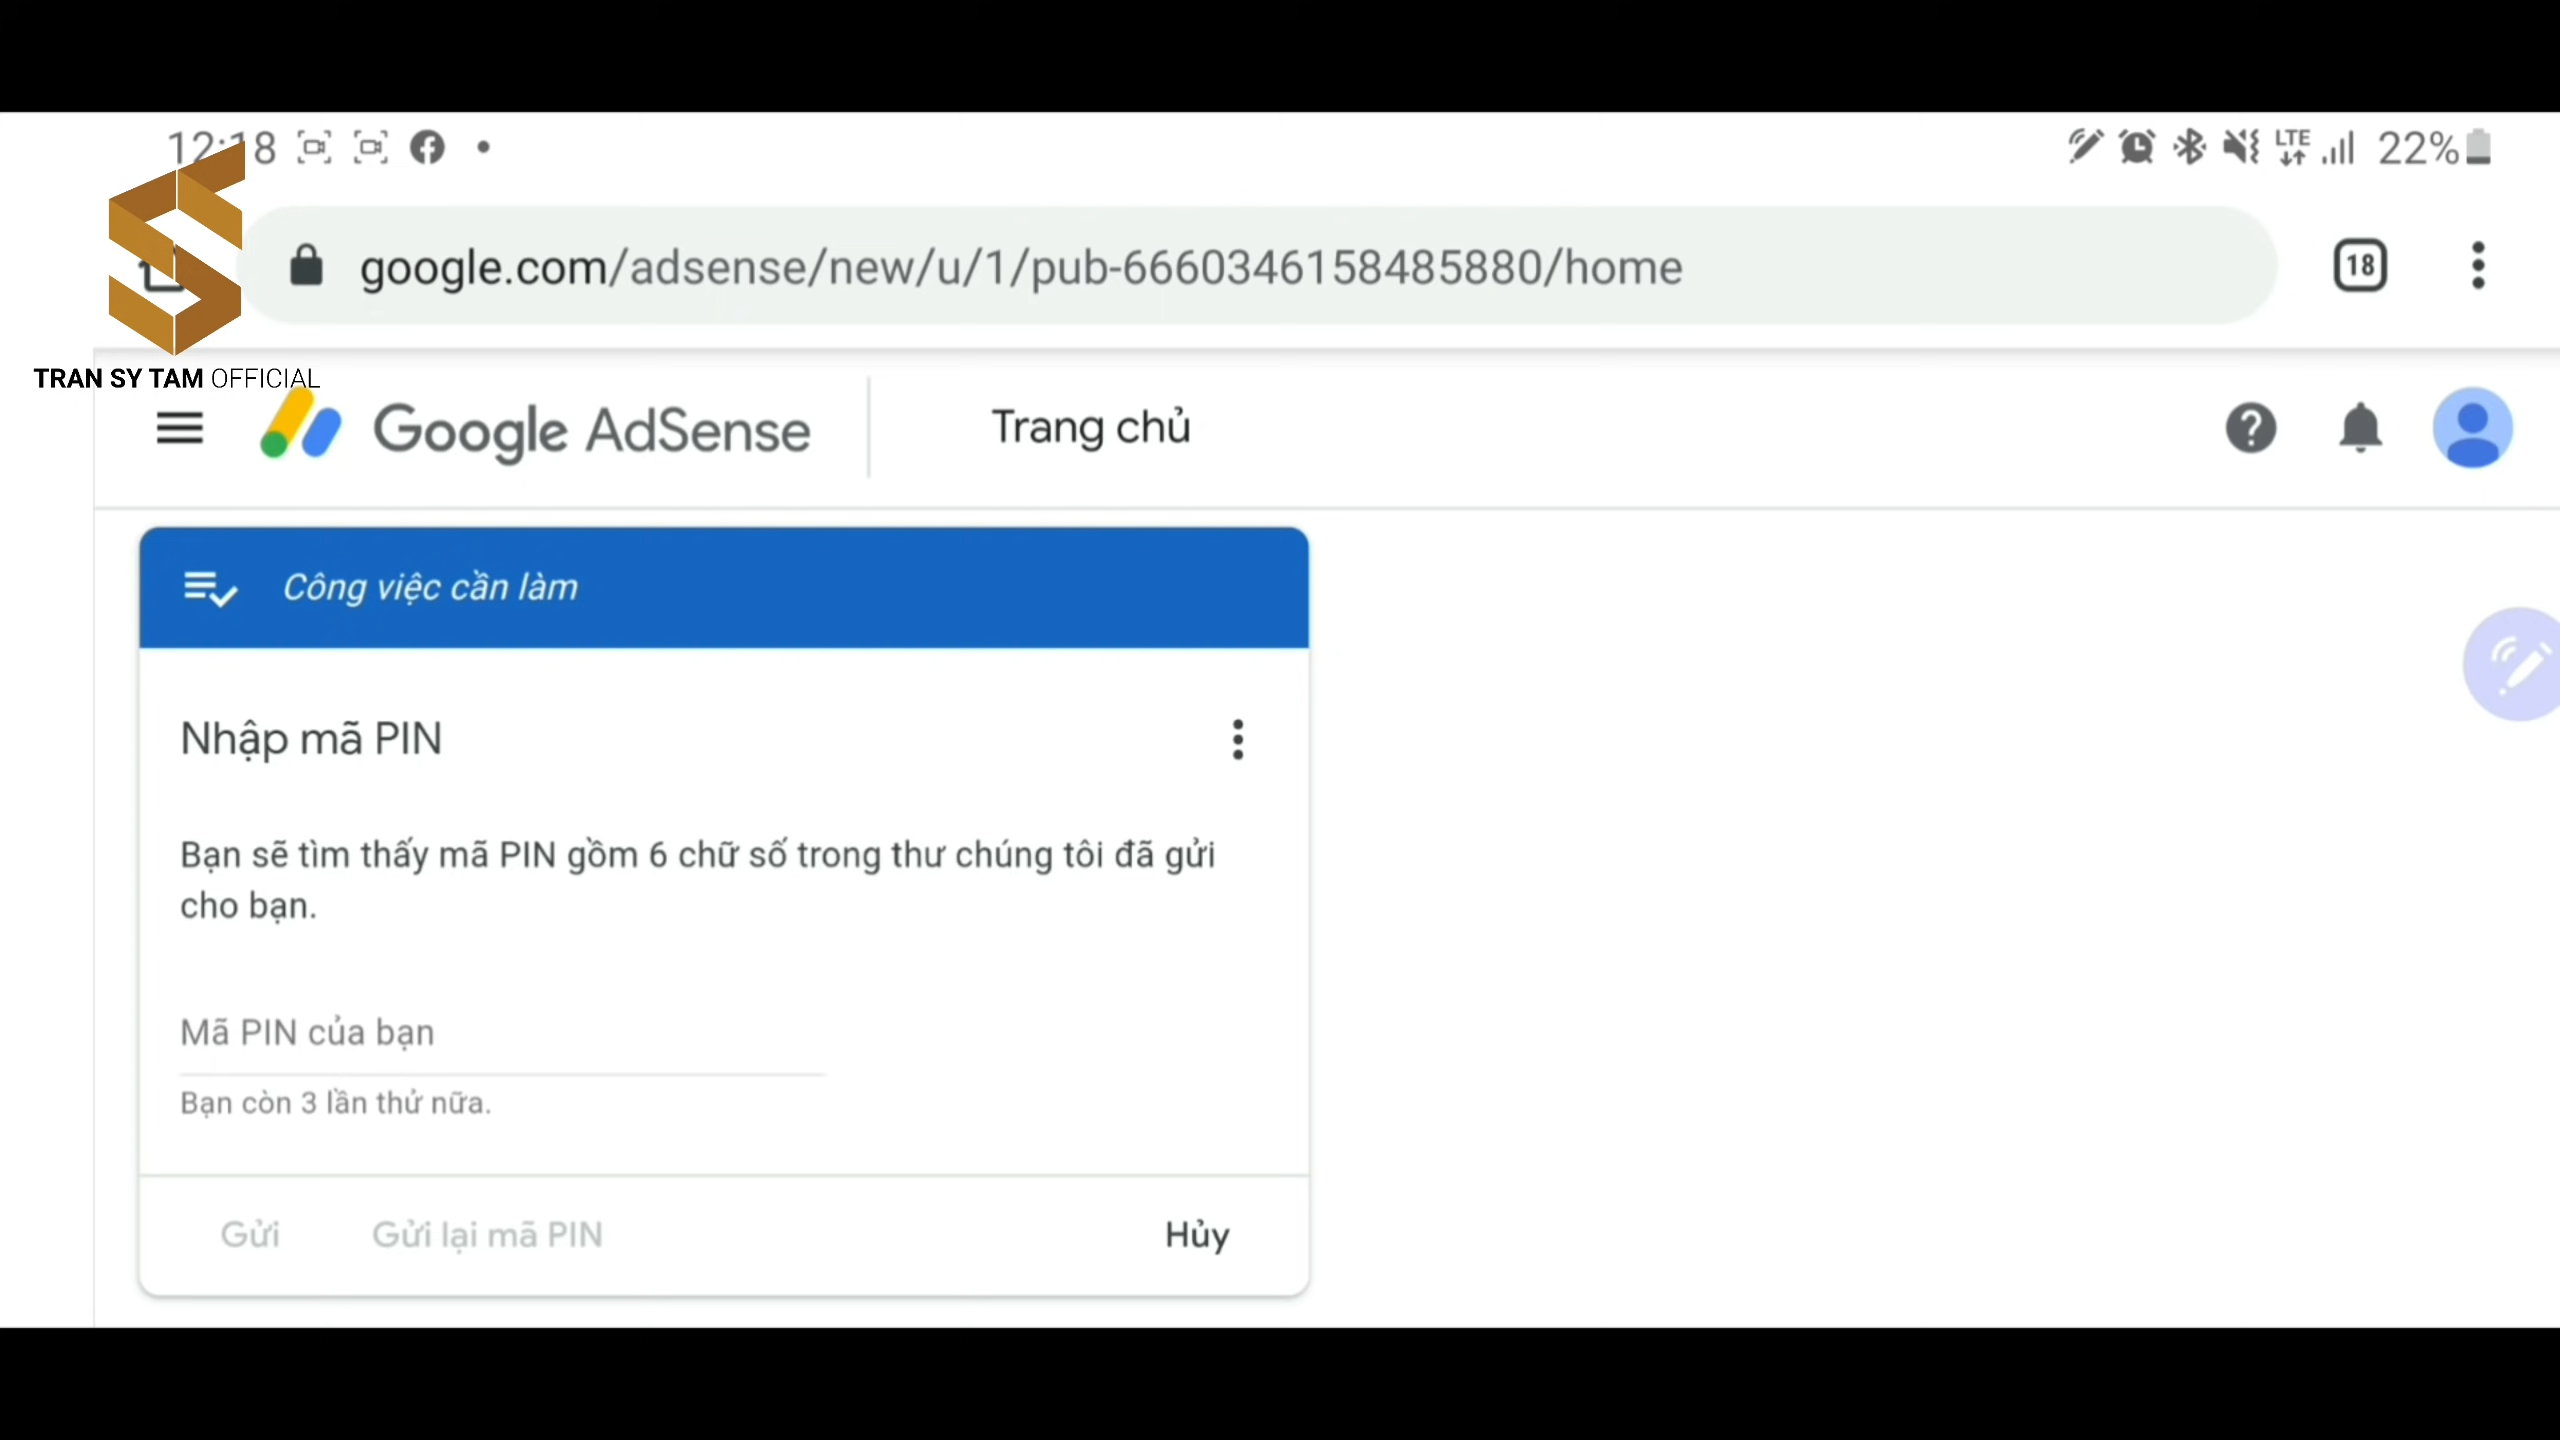 12:18
LTE 22%
google.com/adsense/new/u/1/pub-6660346158485880/home
18
TRAN SY TAM OFFICIAL
Google AdSense
Trang chủ
Công việc cần làm
Nhập mã PIN
Bạn sẽ tìm thấy mã PIN gồm 6 chữ số trong thư chúng tôi đã gửi
cho bạn.
Mã PIN của bạn
Bạn còn 3 lần thử nữa.
Gửi
Gửi lại mã PIN
Hủy